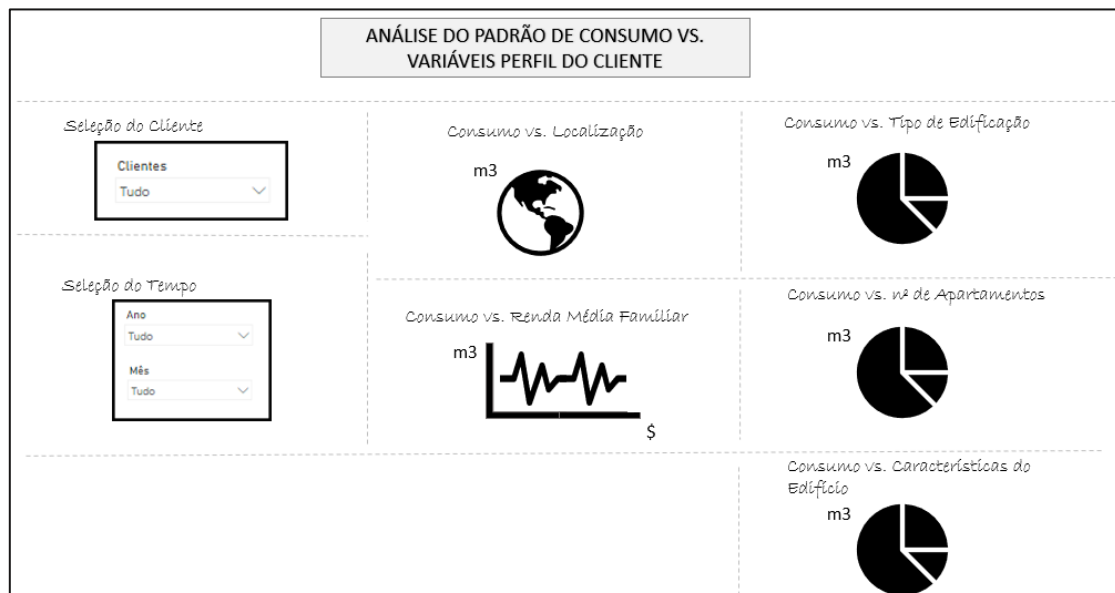 ANÁLISE DO PADRÃO DE CONSUMO VS.
VARIÁVEIS PERFIL DO CLIENTE
Seleção do Cliente
Clientes
Tudo
Seleção do Tempo
Ano
Tudo
Mês
Tudo
Consumo vs. Localização
m3
Consumo vs. Renda Média Familiar
m3
$
Consumo vs. Tipo de Edificação
m3
Consumo vs. nº de Apartamentos
m3
Consumo vs. Características do
Edifício
m3